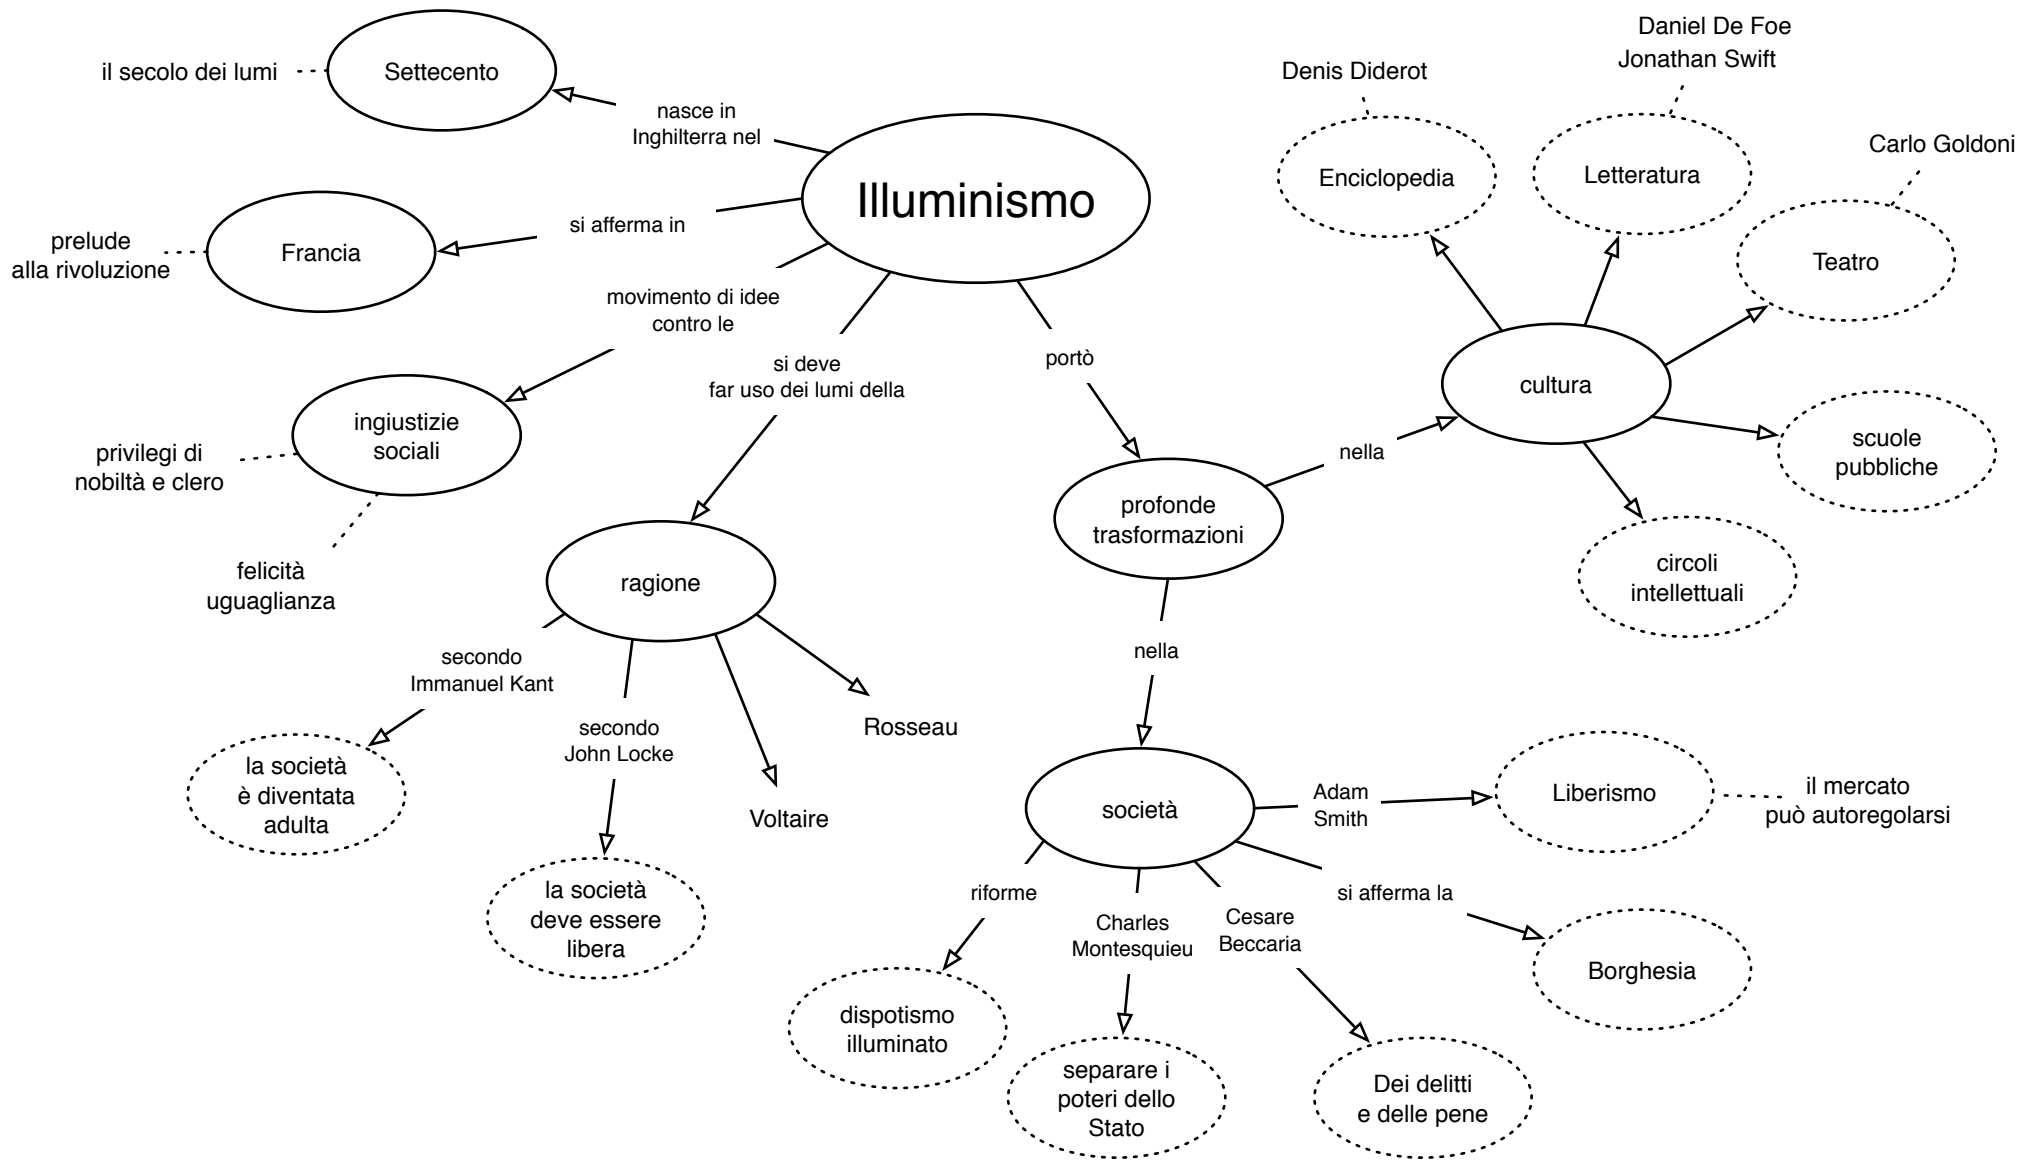 Daniel De Foe
Jonathan Swift
Denis Diderot
il secolo dei lumi
Settecento
nasce in
Inghilterra nel
Illuminismo
Enciclopedia
Letteratura
Carlo Goldoni
Teatro
si afferma in
prelude
alla rivoluzione
Francia
movimento di idee
contro le
si deve
far uso dei lumi della
portò
cultura
ingiustizie
sociali
privilegi di
nobiltà e clero
nella
scuole
pubbliche
profonde
trasformazioni
felicità
uguaglianza
ragione
circoli
intellettuali
secondo
Immanuel Kant
nella
secondo
John Locke
Rosseau
la società
è diventata
adulta
Voltaire
società
Adam
Smith
Liberismo
il mercato
può autoregolarsi
la società
deve essere
libera
riforme
Charles
Montesquieu
Cesare
Beccaria
si afferma la
Borghesia
dispotismo
illuminato
separare i
poteri dello
Stato
Dei delitti
e delle pene